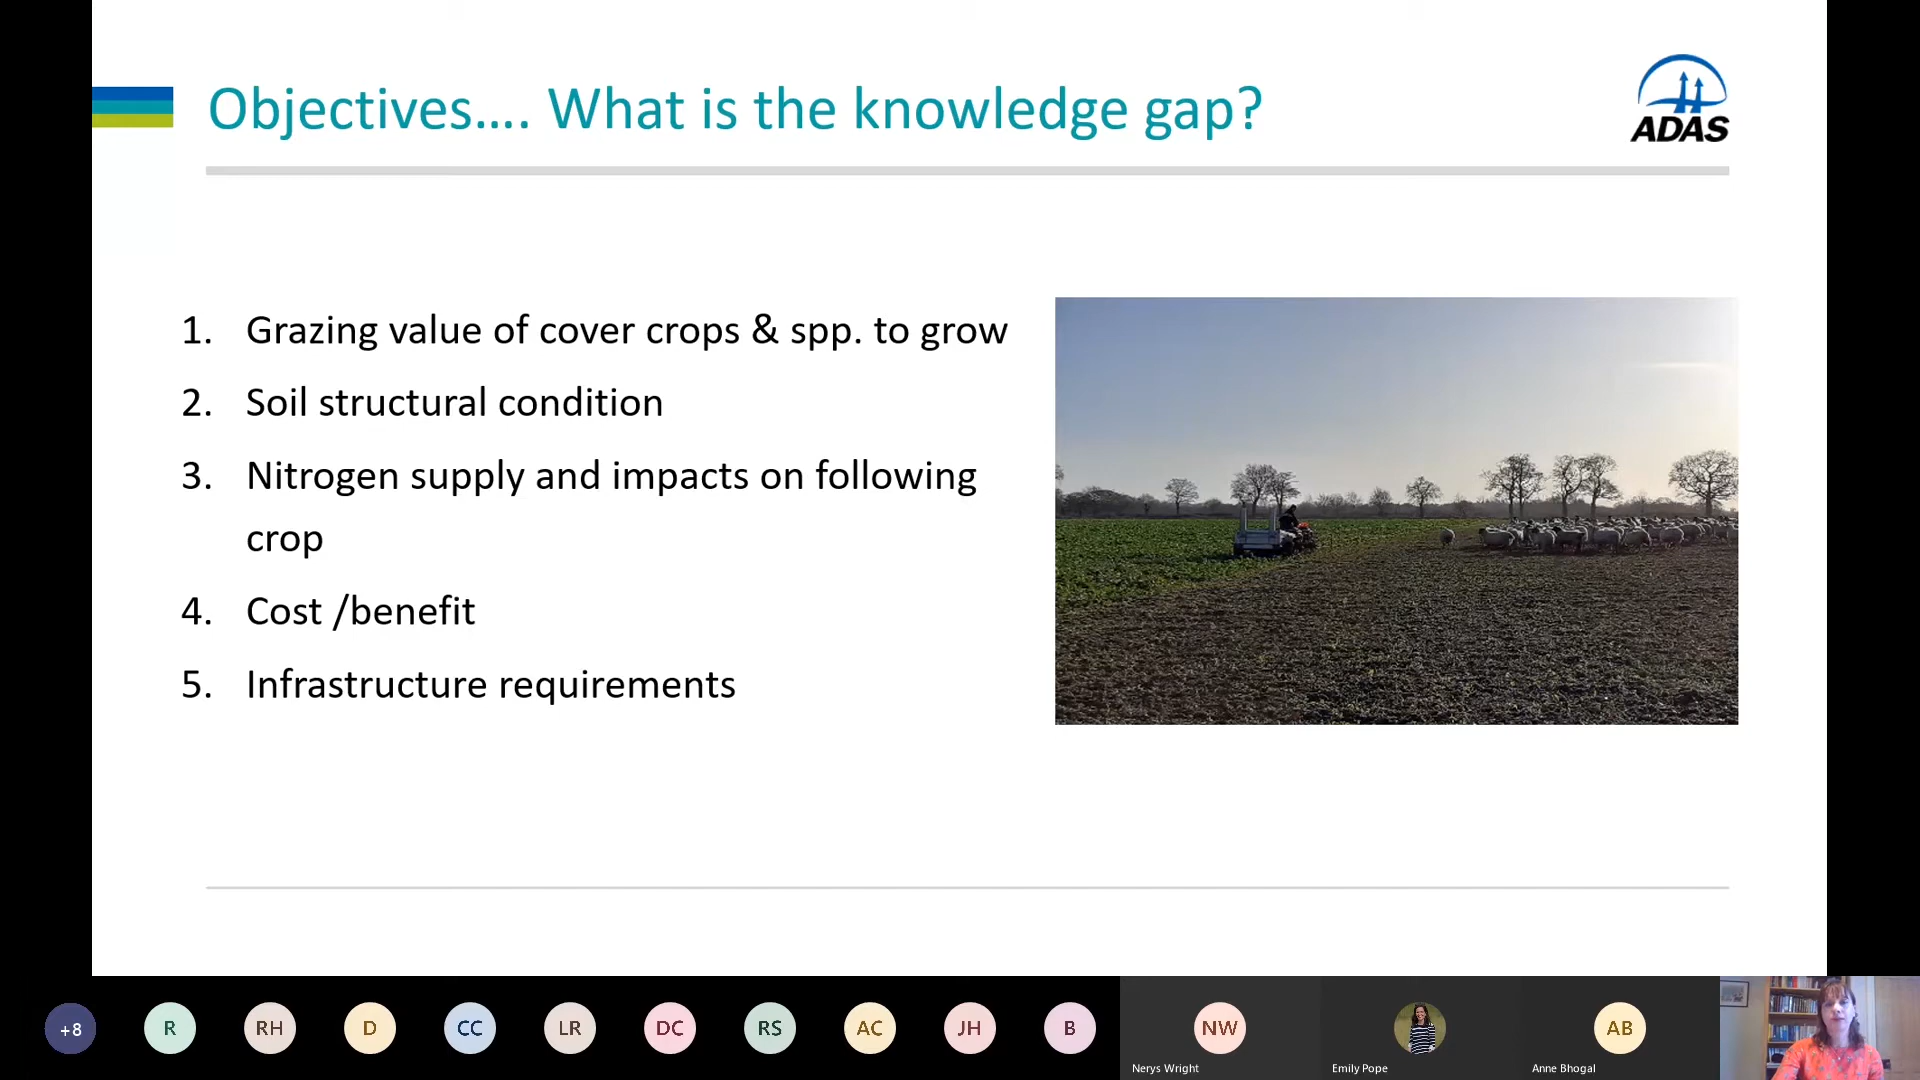 Objectives.... What is the knowledge gap?
ADAS
1. Grazing value of cover crops & spp. to grow
2. Soil structural condition
3. Nitrogen supply and impacts on following
crop
4. Cost /benefit
5. Infrastructure requirements
+8
R
RH
D
CC
LR
DC
RS
AC
JH
B
NW
AB
Nerys Wright
Emily Pope
Anne Bhogal